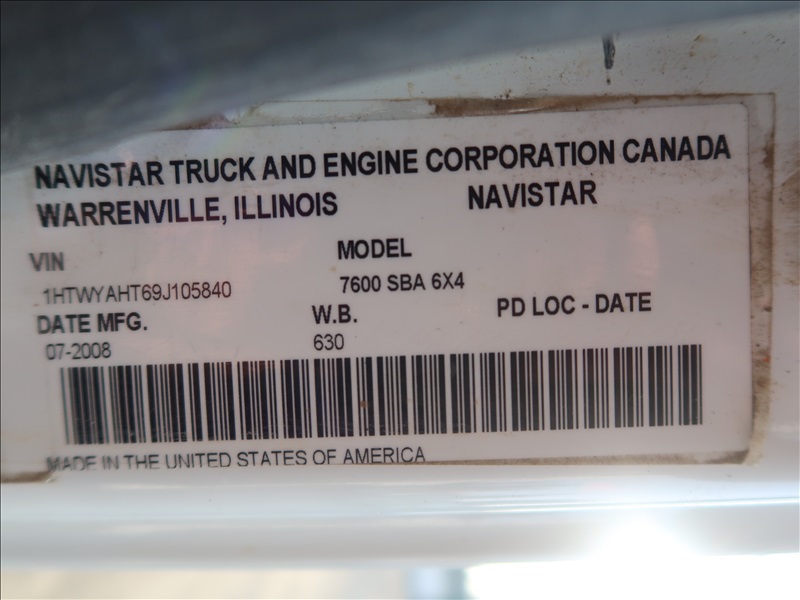 NAVISTAR TRUCK AND ENGINE CORPORATION CANADA
WARRENVILLE, ILLINOIS NAVISTAR
VIN MODEL
1HTWYAHT69J105840 7600 SBA 6X4
DATE MFG. W.B. PD LOC - DATE
07-2008 630
MADE IN THE UNITED STATES OF AMERICA